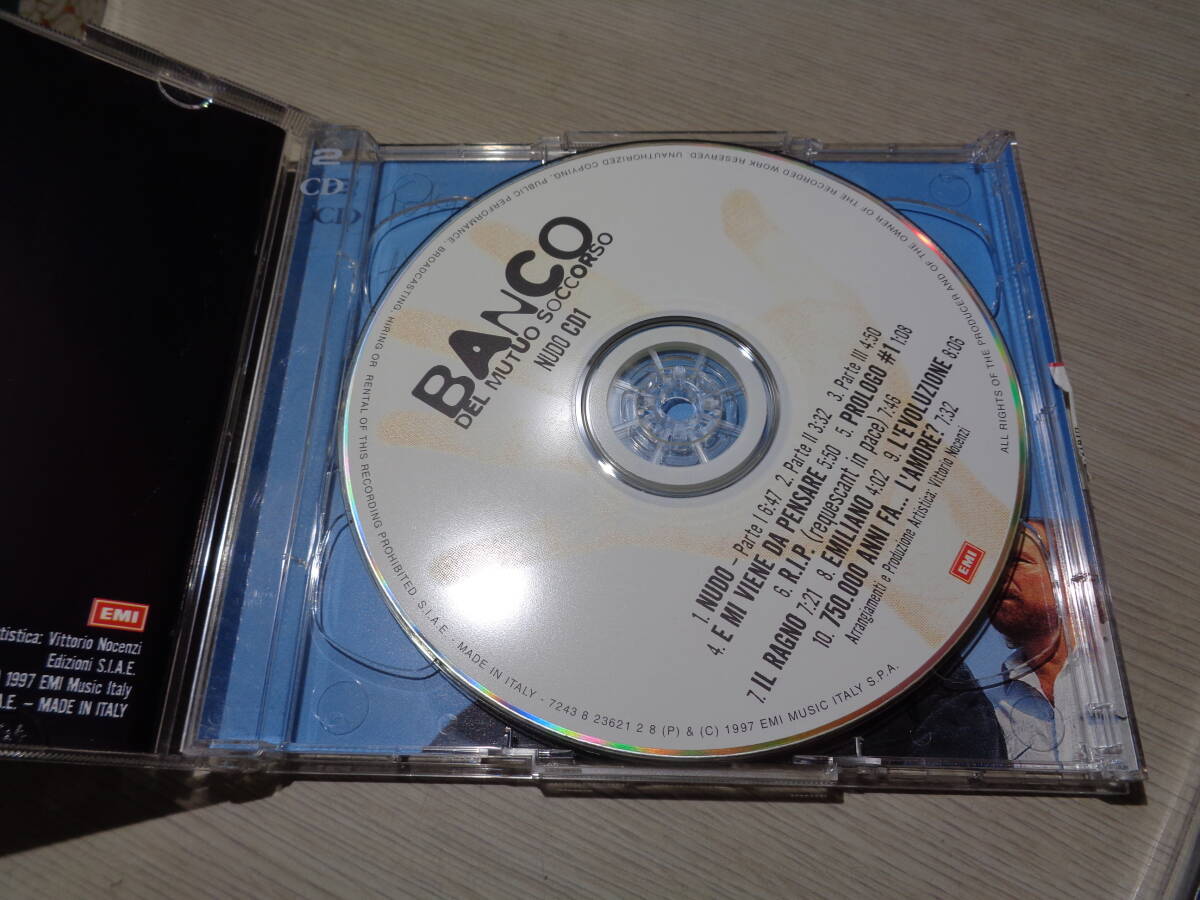 EMI
tistica: Vittorio Nocenzi
Edizioni S.I.A.E.
1997 EMI Music Italy
A.E. – MADE IN ITALY
2
CD
CD
BANCO
DEL MUTUO SOCCORSO
NUDO CD1
1. NUDO – Parte I 6:47 2. Parte II 3:32 3. Parte III 4:50
4. E MI VIENE DA PENSARE 5:50 5. PROLOGO #1 1:08
6. R.I.P. (requescant in pace) 7:46
7. IL RAGNO 7:21 8. EMILIANO 4:02 9. L'EVOLUZIONE 8:06
10. 750.000 ANNI FA... L'AMORE? 7:32
Arrangiamenti e Produzione Artistica: Vittorio Nocenzi
EMI
ALL RIGHTS OF THE PRODUCER AND OF THE OWNER OF THE RECORDED WORK RESERVED. UNAUTHORIZED COPYING, PUBLIC PERFORMANCE, BROADCASTING, HIRING OR RENTAL OF THIS RECORDING PROHIBITED S.I.A.E. - MADE IN ITALY - 7243 8 23621 2 8 (P) & (C) 1997 EMI MUSIC ITALY S.P.A.